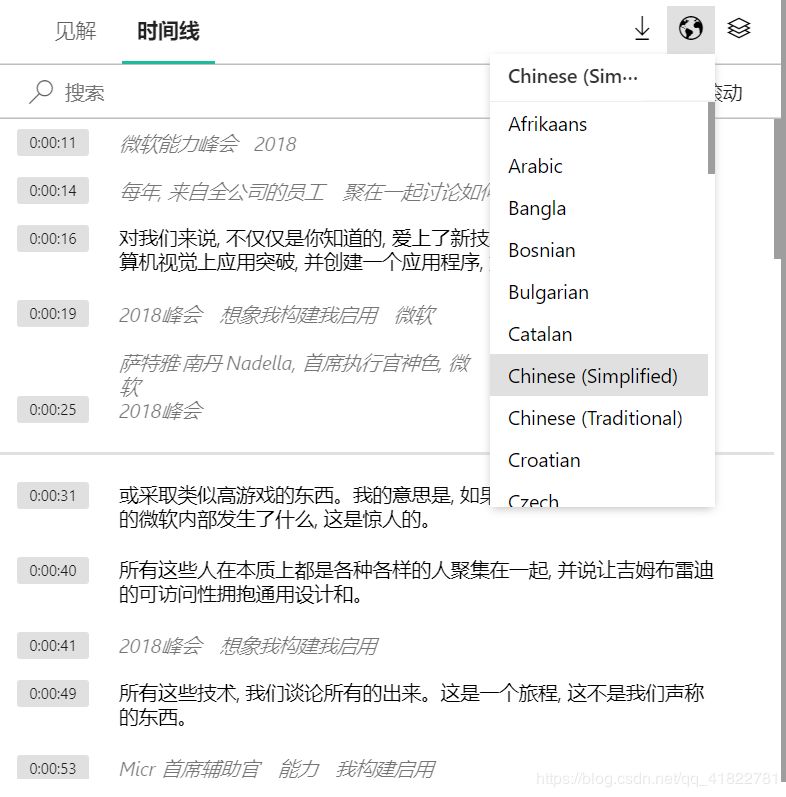 见解 时间线
Chinese (Sim···
搜索 滚动
Afrikaans
Arabic
Bangla
Bosnian
Bulgarian
Catalan
Chinese (Simplified)
Chinese (Traditional)
Croatian
Czech
0:00:11 微软能力峰会 2018
0:00:14 每年, 来自全公司的员工 聚在一起讨论如何
0:00:16 对我们来说, 不仅仅是你知道的, 爱上了新技
算机视觉上应用突破, 并创建一个应用程序,
0:00:19 2018峰会 想象我构建我启用 微软
萨特雅 南丹 Nadella, 首席执行官神色, 微
软
0:00:25 2018峰会
0:00:31 或采取类似高游戏的东西。我的意思是, 如果
的微软内部发生了什么, 这是惊人的。
0:00:40 所有这些人在本质上都是各种各样的人聚集在一起, 并说让吉姆布雷迪
的可访问性拥抱通用设计和。
0:00:41 2018峰会 想象我构建我启用
0:00:49 所有这些技术, 我们谈论所有的出来。这是一个旅程, 这不是我们声称
的东西。
0:00:53 Micr 首席辅助官 能力 我构建启用
https://blog.csdn.net/qq_41822781